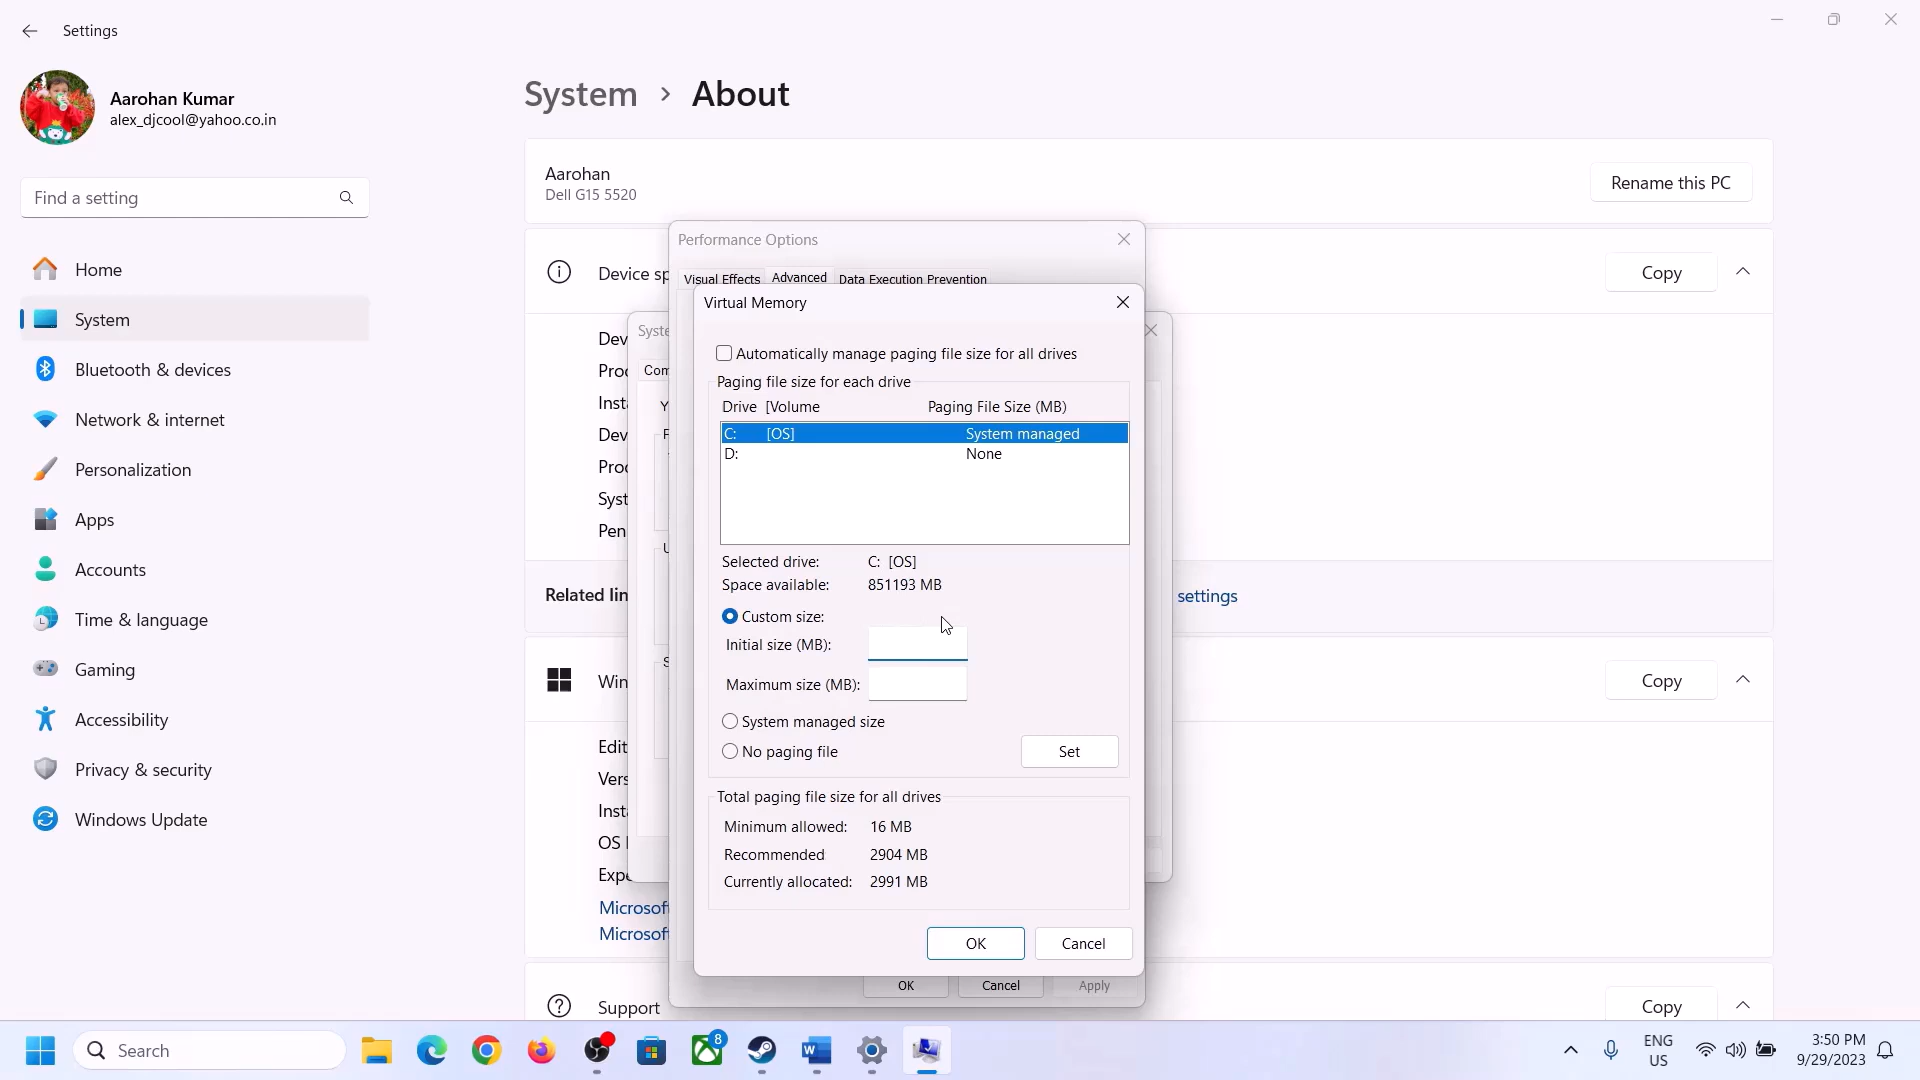 Settings
Aarohan Kumar
alex_djcool@yahoo.co.in
Find a setting
Home
System
Bluetooth & devices
Network & internet
Personalization
Apps
Accounts
Time & language
Gaming
Accessibility
Privacy & security
Windows Update
System > About
Aarohan
Dell G15 5520
Rename this PC
Device sp
Copy
Dev
Proc
Insta
Dev
Proc
Syst
Pen
Related lin
settings
Win
Copy
Edit
Vers
Insta
OS
Expe
Microsof
Microsof
Support
Copy
Performance Options
Visual Effects
Advanced
Data Execution Prevention
Syste
Com
Virtual Memory
Automatically manage paging file size for all drives
Paging file size for each drive
Drive [Volume Paging File Size (MB)
C: [OS] System managed
D: None
Selected drive: C: [OS]
Space available: 851193 MB
Custom size:
Initial size (MB):
Maximum size (MB):
System managed size
No paging file
Set
Total paging file size for all drives
Minimum allowed: 16 MB
Recommended 2904 MB
Currently allocated: 2991 MB
OK Cancel
OK Cancel Apply
Search
8
ENG
US
3:50 PM
9/29/2023